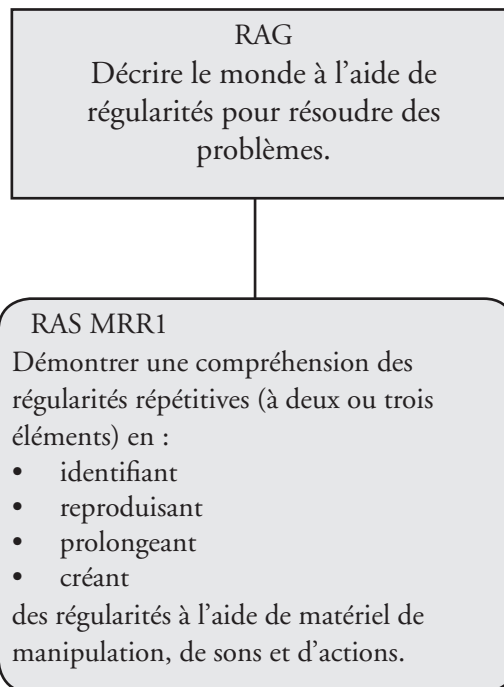 RAG
Décrire le monde à l’aide de
régularités pour résoudre des
problèmes.
RAS MRR1
Démontrer une compréhension des
régularités répétitives (à deux ou trois
éléments) en :
• identifiant
• reproduisant
• prolongeant
• créant
des régularités à l’aide de matériel de
manipulation, de sons et d’actions.